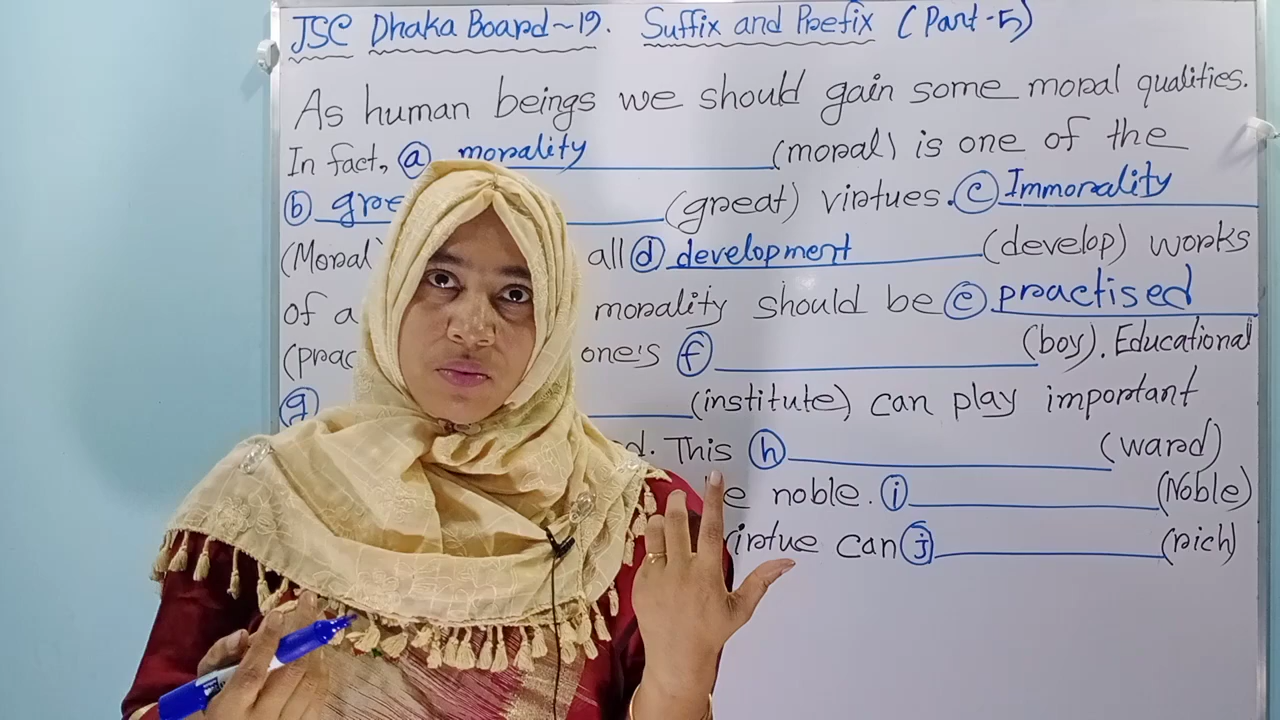 JSC Dhaka Board~19. Suffix and Prefix (Part-5)
As human beings we should gain some moral qualities.
In fact, (a) morality (moral) is one of the
(b) gre (great) virtues. (c) Immorality
(Moral) all (d) development (develop) works
of a morality should be (e) practised
(prac one's (f) (boy). Educational
(g) (institute) can play important
d. This (h) (ward)
e noble. (i) (Noble)
virtue can (j) (rich)